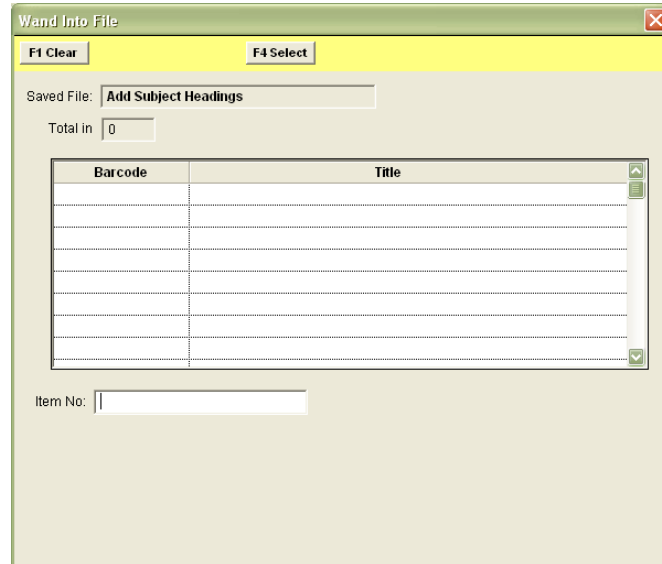 Wand Into File
F1 Clear F4 Select
Saved File: Add Subject Headings
Total in 0
Barcode Title
Item No: